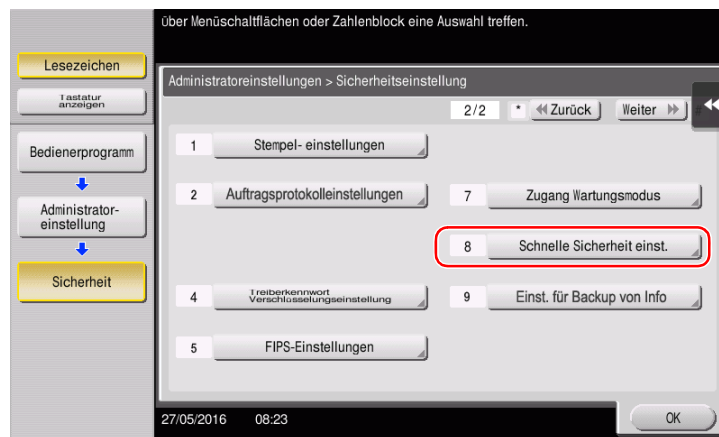 über Menüschaltflächen oder Zahlenblock eine Auswahl treffen.
Lesezeichen
Tastatur
anzeigen
Bedienerprogramm
Administrator-
einstellung
Sicherheit
Administratoreinstellungen > Sicherheitseinstellung
2/2 * Zurück Weiter #
1 Stempel- einstellungen
2 Auftragsprotokolleinstellungen
7 Zugang Wartungsmodus
8 Schnelle Sicherheit einst.
4 Treiberkennwort
Verschlüsselungseinstellung
9 Einst. für Backup von Info
5 FIPS-Einstellungen
27/05/2016 08:23
OK